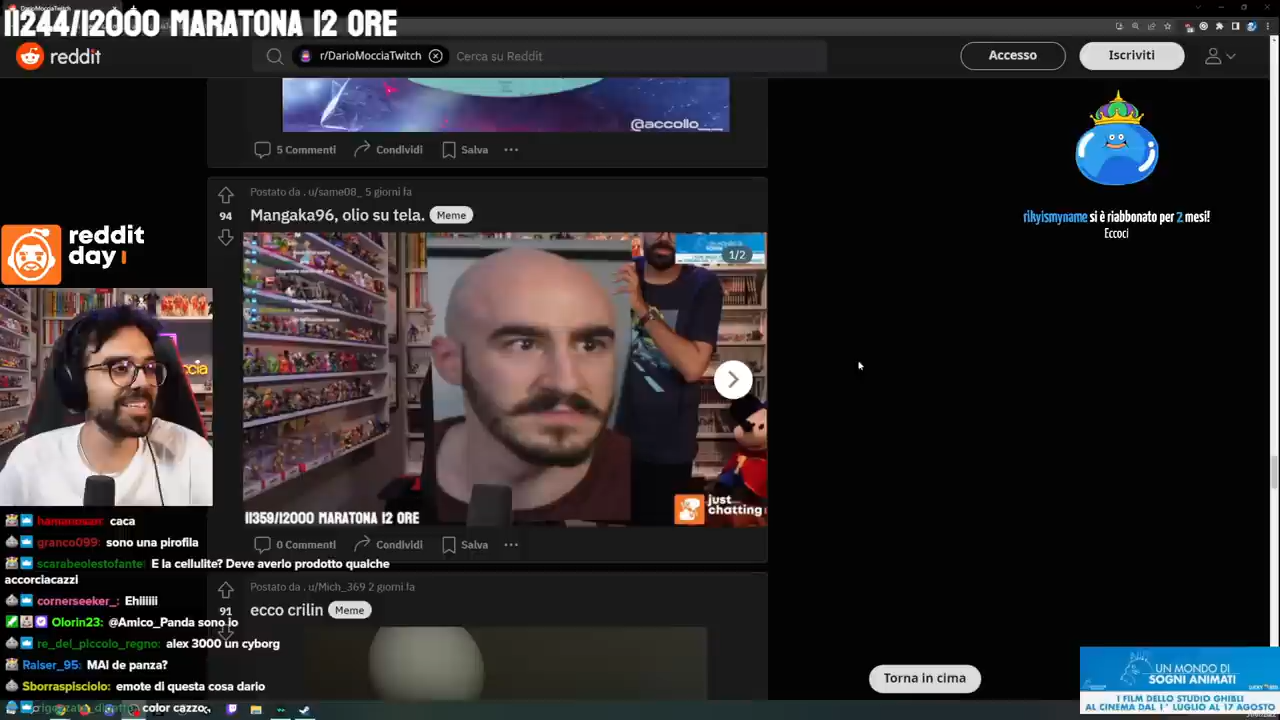 11244/12000 MARATONA 12 ORE
reddit
r/DarioMocciaTwitch
Cerca su Reddit
Accesso
Iscriviti
@accollo__
5 Commenti
Condividi
Salva
Postato da . u/same08_ 5 giorni fa
94
Mangaka96, olio su tela.
Meme
1/2
rikyismyname si è riabbonato per 2 mesi!
Eccoci
reddit
day
11359/12000 MARATONA 12 ORE
just
chatting
0 Commenti
Condividi
Salva
Postato da . u/Mich_369 2 giorni fa
91
ecco crilin
Meme
caca
granco099: sono una pirofila
scarabeolestofante: E la cellulite? Deve averlo prodotto qualche
accorciacazzi
cornerseeker_: Ehiiiiii
Olorin23: @Amico_Panda sono io
re_del_piccolo_regno: alex 3000 un cyborg
Raiser_95: MAI de panza?
Sborraspisciolo: emote di questa cosa dario
color cazzo
Torna in cima
UN MONDO DI
SOGNI ANIMATI
I FILM DELLO STUDIO GHIBLI
AL CINEMA DAL 1° LUGLIO AL 17 AGOSTO